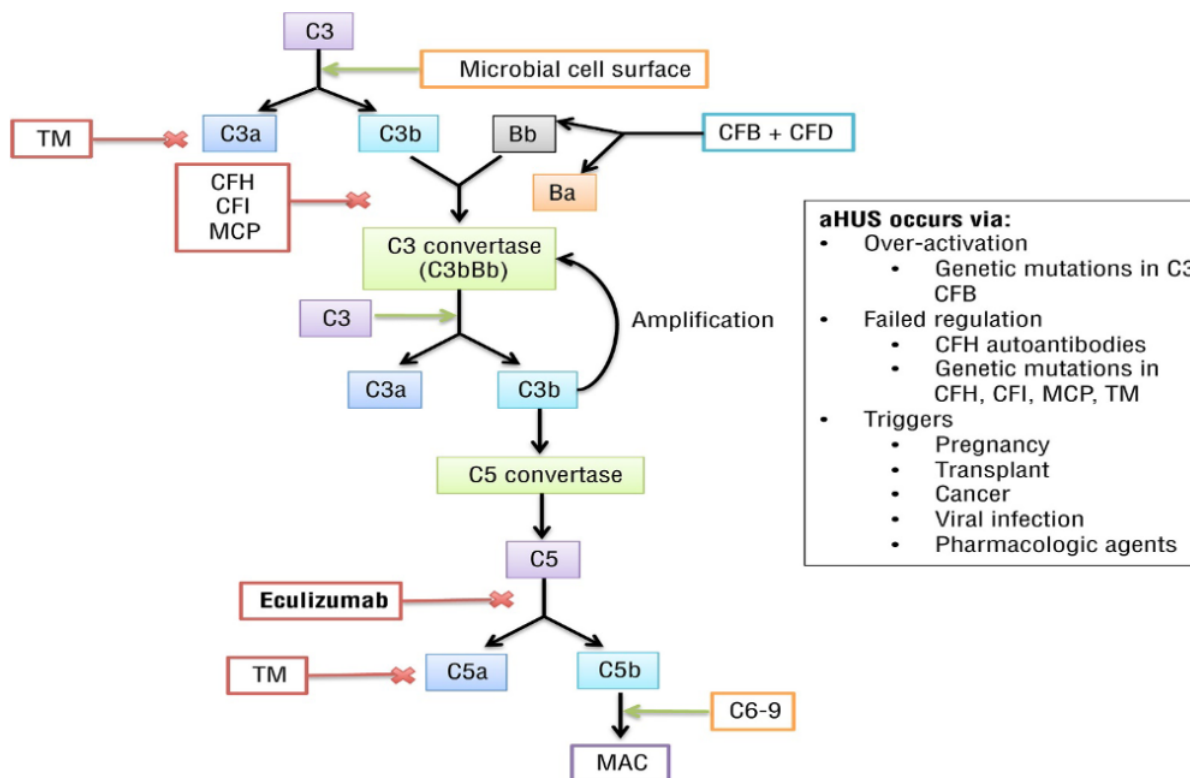 C3
Microbial cell surface
TM
C3a
C3b
Bb
CFB + CFD
CFH
CFI
MCP
Ba
C3 convertase
(C3bBb)
C3
Amplification
C3a
C3b
C5 convertase
C5
Eculizumab
TM
C5a
C5b
C6-9
MAC
aHUS occurs via:
• Over-activation
• Genetic mutations in C3
CFB
• Failed regulation
• CFH autoantibodies
• Genetic mutations in
CFH, CFI, MCP, TM
• Triggers
• Pregnancy
• Transplant
• Cancer
• Viral infection
• Pharmacologic agents